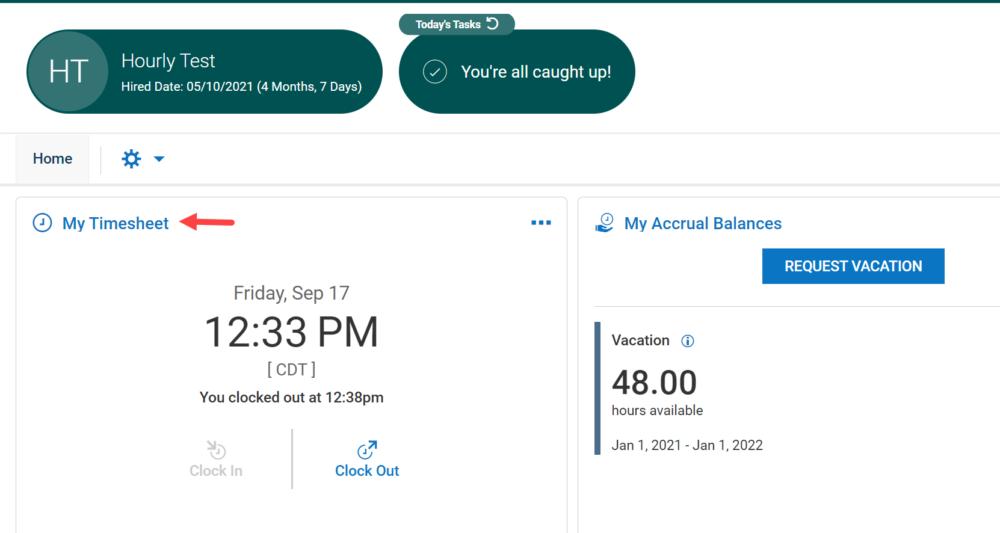 Today's Tasks
HT
Hourly Test
Hired Date: 05/10/2021 (4 Months, 7 Days)
You're all caught up!
Home
My Timesheet
Friday, Sep 17
12:33 PM
[ CDT ]
You clocked out at 12:38pm
Clock In
Clock Out
My Accrual Balances
REQUEST VACATION
Vacation
48.00
hours available
Jan 1, 2021 - Jan 1, 2022